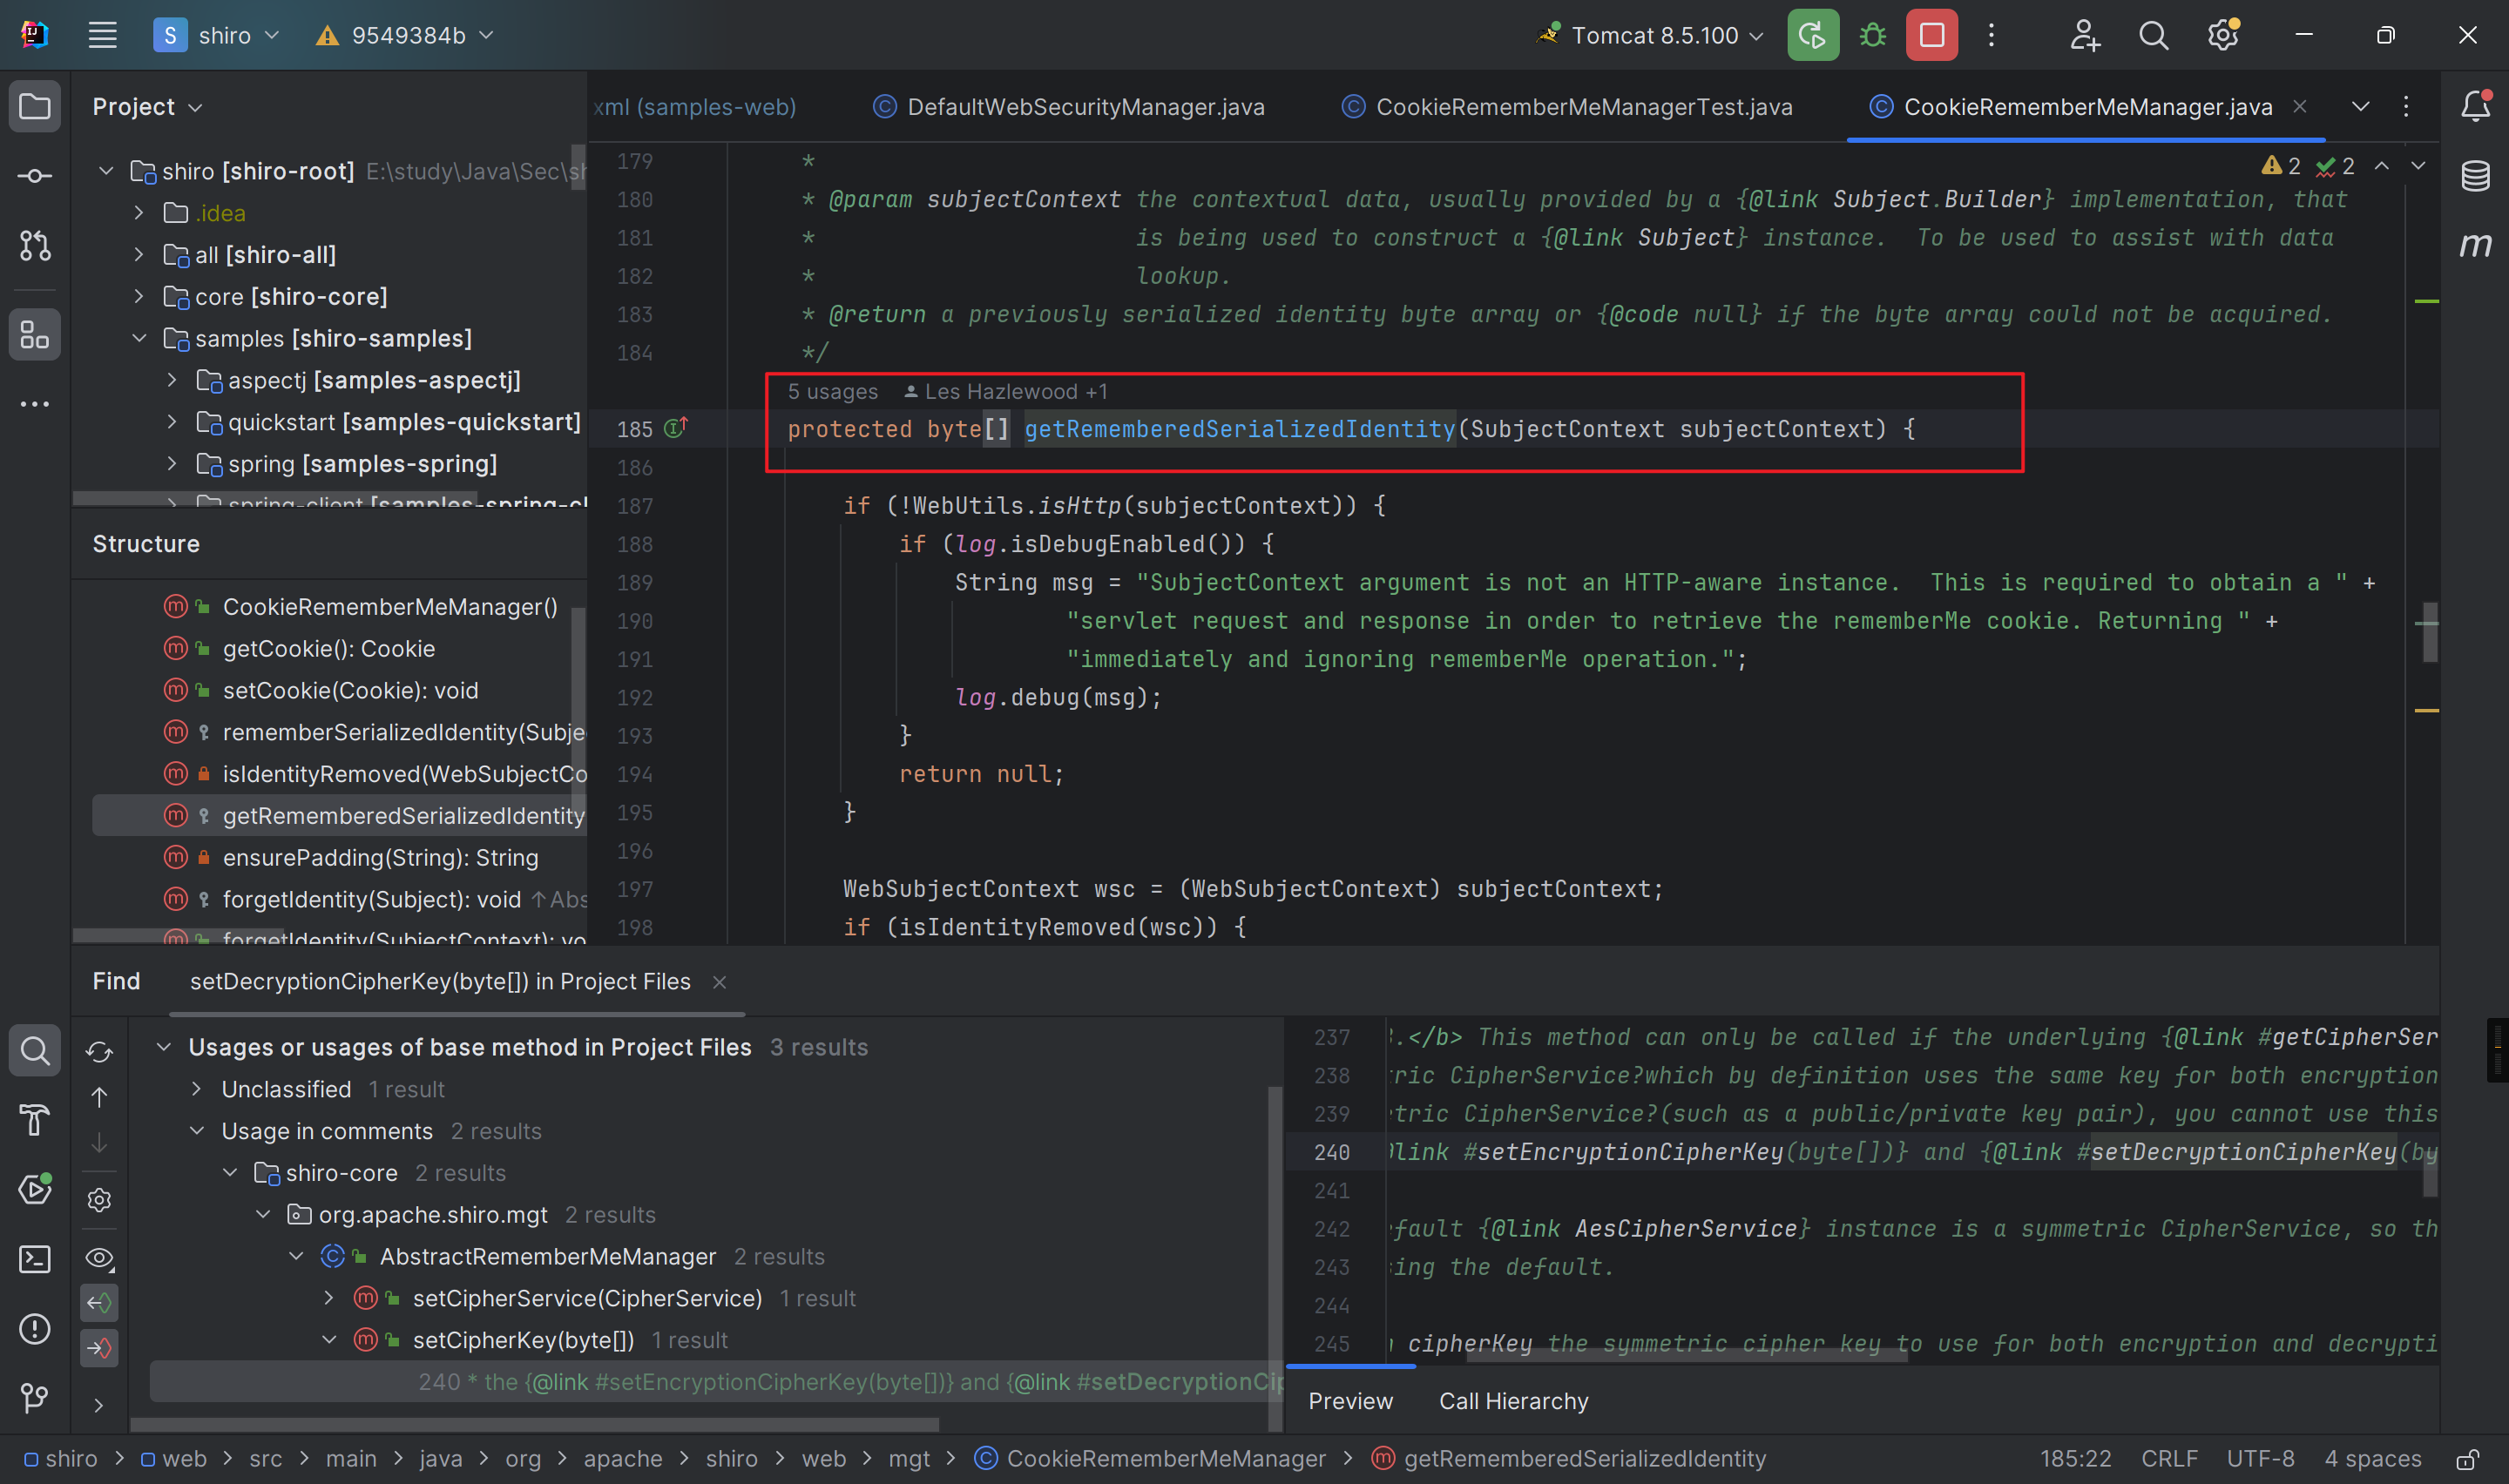 S shiro 9549384b Tomcat 8.5.100
Project
shiro [shiro-root] E:\study\Java\Sec\sh
.idea
all [shiro-all]
core [shiro-core]
samples [shiro-samples]
aspectj [samples-aspectj]
quickstart [samples-quickstart]
spring [samples-spring]
spring-client [samples-spring-cl
Structure
CookieRememberMeManager()
getCookie(): Cookie
setCookie(Cookie): void
rememberSerializedIdentity(Subje
isIdentityRemoved(WebSubjectCo
getRememberedSerializedIdentity
ensurePadding(String): String
forgetIdentity(Subject): void ↑Abs
forgetIdentity(SubjectContext): vo
xml (samples-web) DefaultWebSecurityManager.java CookieRememberMeManagerTest.java CookieRememberMeManager.java
2 2
179 *
180 * @param subjectContext the contextual data, usually provided by a {@link Subject.Builder} implementation, that
181 * is being used to construct a {@link Subject} instance.  To be used to assist with data
182 * lookup.
183 * @return a previously serialized identity byte array or {@code null} if the byte array could not be acquired.
184 */
5 usages Les Hazlewood +1
185 protected byte[] getRememberedSerializedIdentity(SubjectContext subjectContext) {
186
187 if (!WebUtils.isHttp(subjectContext)) {
188 if (log.isDebugEnabled()) {
189 String msg = "SubjectContext argument is not an HTTP-aware instance.  This is required to obtain a " +
190 "servlet request and response in order to retrieve the rememberMe cookie. Returning " +
191 "immediately and ignoring rememberMe operation.";
192 log.debug(msg);
193 }
194 return null;
195 }
196
197 WebSubjectContext wsc = (WebSubjectContext) subjectContext;
198 if (isIdentityRemoved(wsc)) {
Find setDecryptionCipherKey(byte[]) in Project Files
Usages or usages of base method in Project Files 3 results
Unclassified 1 result
Usage in comments 2 results
shiro-core 2 results
org.apache.shiro.mgt 2 results
AbstractRememberMeManager 2 results
setCipherService(CipherService) 1 result
setCipherKey(byte[]) 1 result
240 * the {@link #setEncryptionCipherKey(byte[])} and {@link #setDecryptionCip
237 .</b> This method can only be called if the underlying {@link #getCipherSer
238 ric CipherService?which by definition uses the same key for both encryption
239 tric CipherService?(such as a public/private key pair), you cannot use this
240 link #setEncryptionCipherKey(byte[])} and {@link #setDecryptionCipherKey(by
241
242 efault {@link AesCipherService} instance is a symmetric CipherService, so th
243 ing the default.
244
245 cipherKey the symmetric cipher key to use for both encryption and decrypti
Preview Call Hierarchy
shiro > web > src > main > java > org > apache > shiro > web > mgt > CookieRememberMeManager > getRememberedSerializedIdentity 185:22 CRLF UTF-8 4 spaces